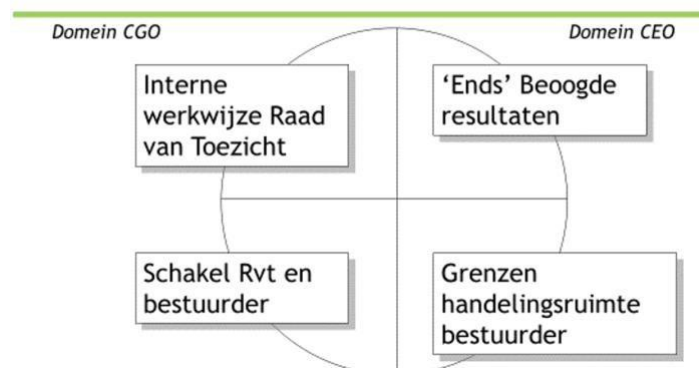 Domein CGO
Domein CEO
Interne
werkwijze Raad
van Toezicht
‘Ends’ Beoogde
resultaten
Schakel Rvt en
bestuurder
Grenzen
handelingsruimte
bestuurder